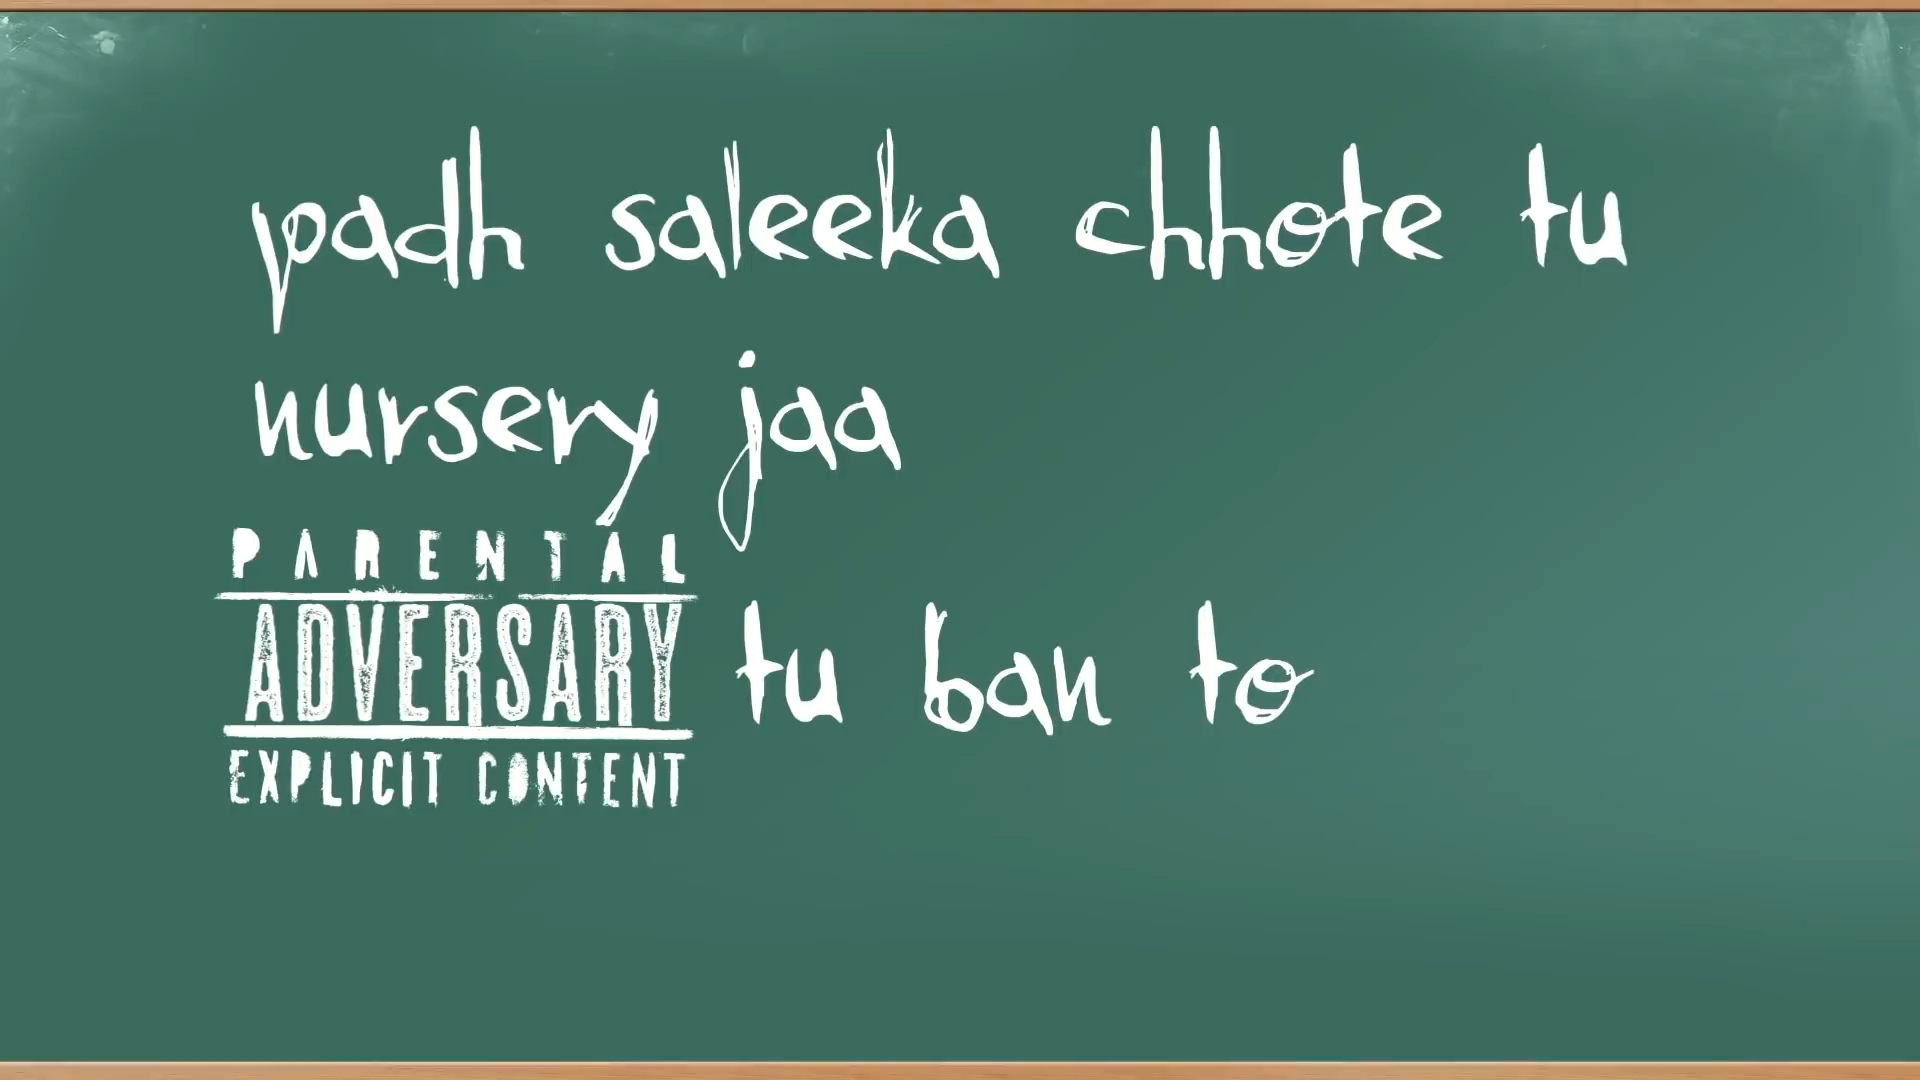 padh saleeka chhote tu
nursery jaa
PARENTAL
ADVERSARY
EXPLICIT CONTENT
tu ban to